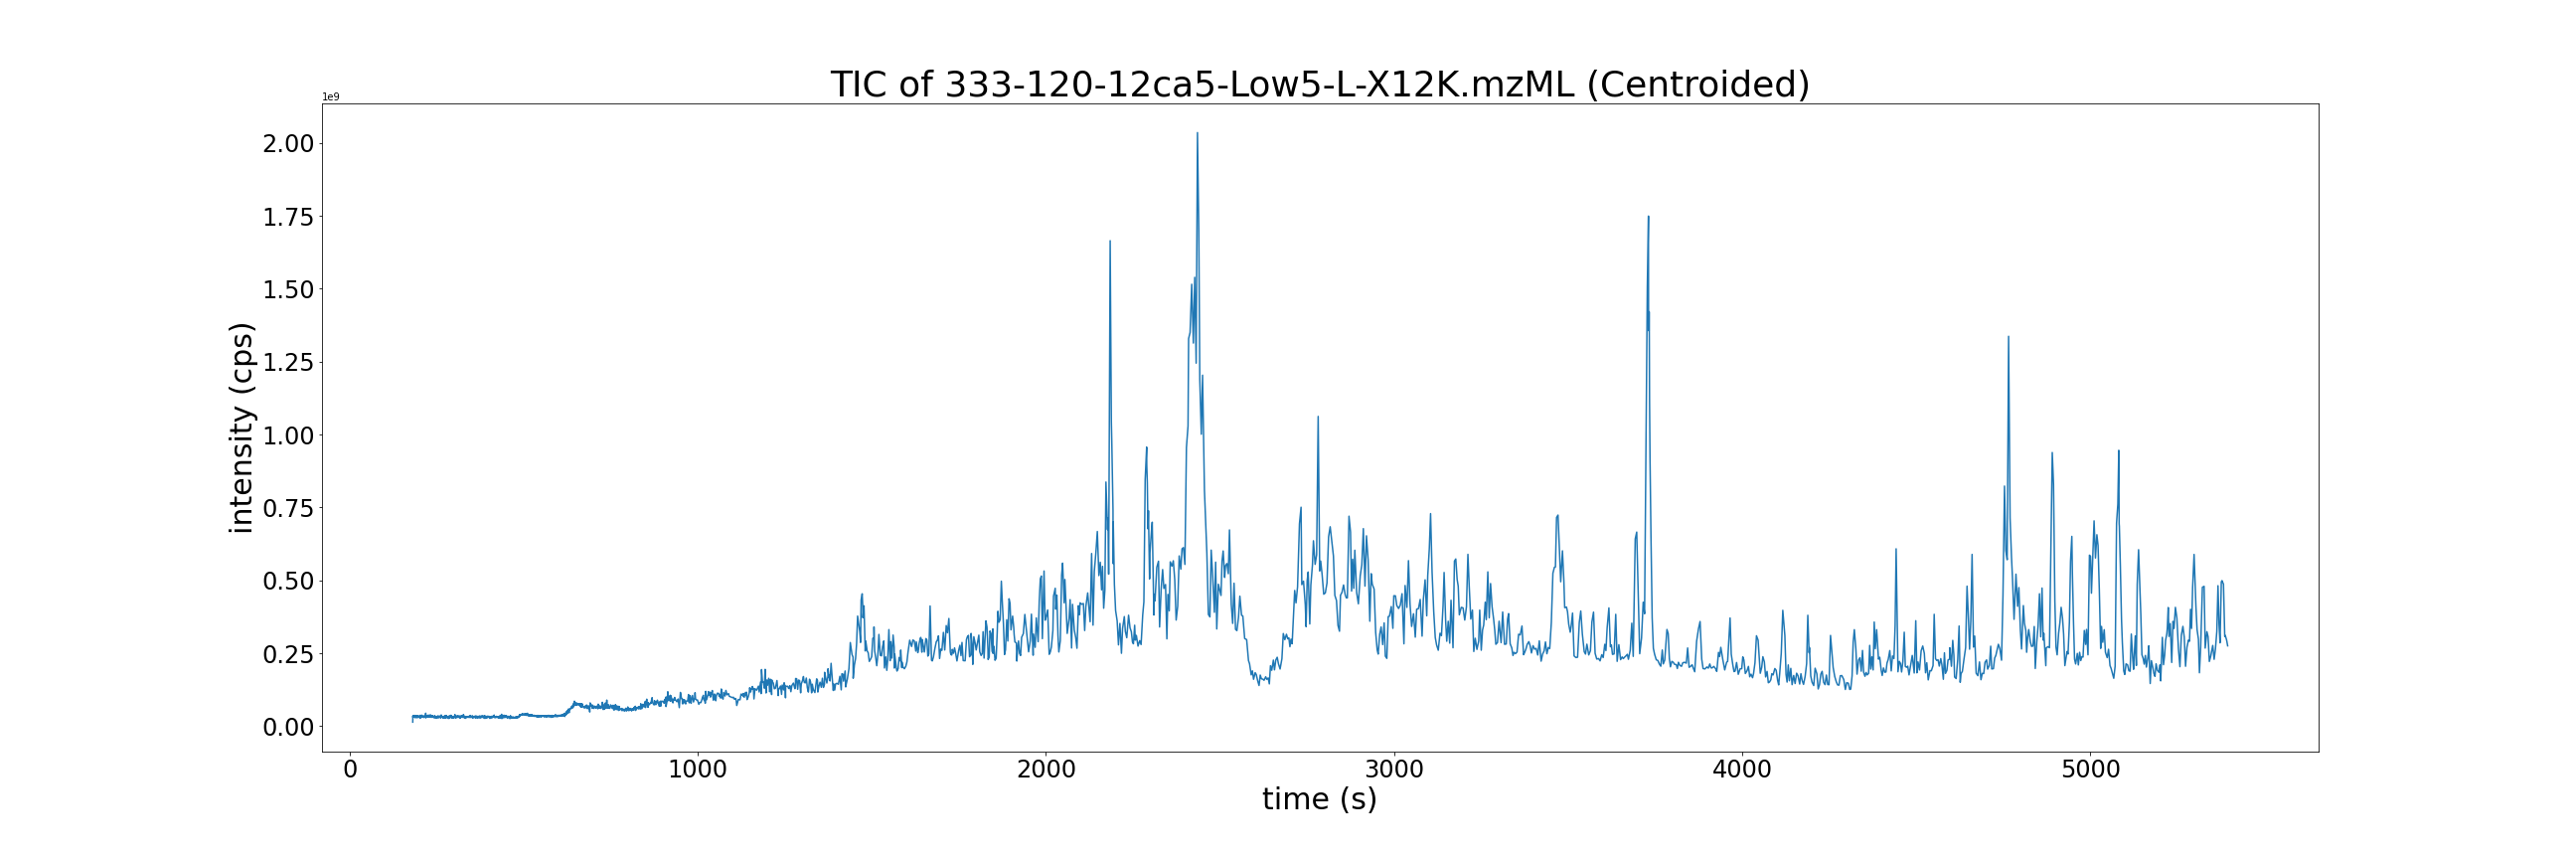 TIC of 333-120-12ca5-Low5-L-X12K.mzML (Centroided)
1e9
2.00
1.75
1.50
1.25
1.00
0.75
0.50
0.25
0.00
intensity (cps)
0 1000 2000 3000 4000 5000
time (s)